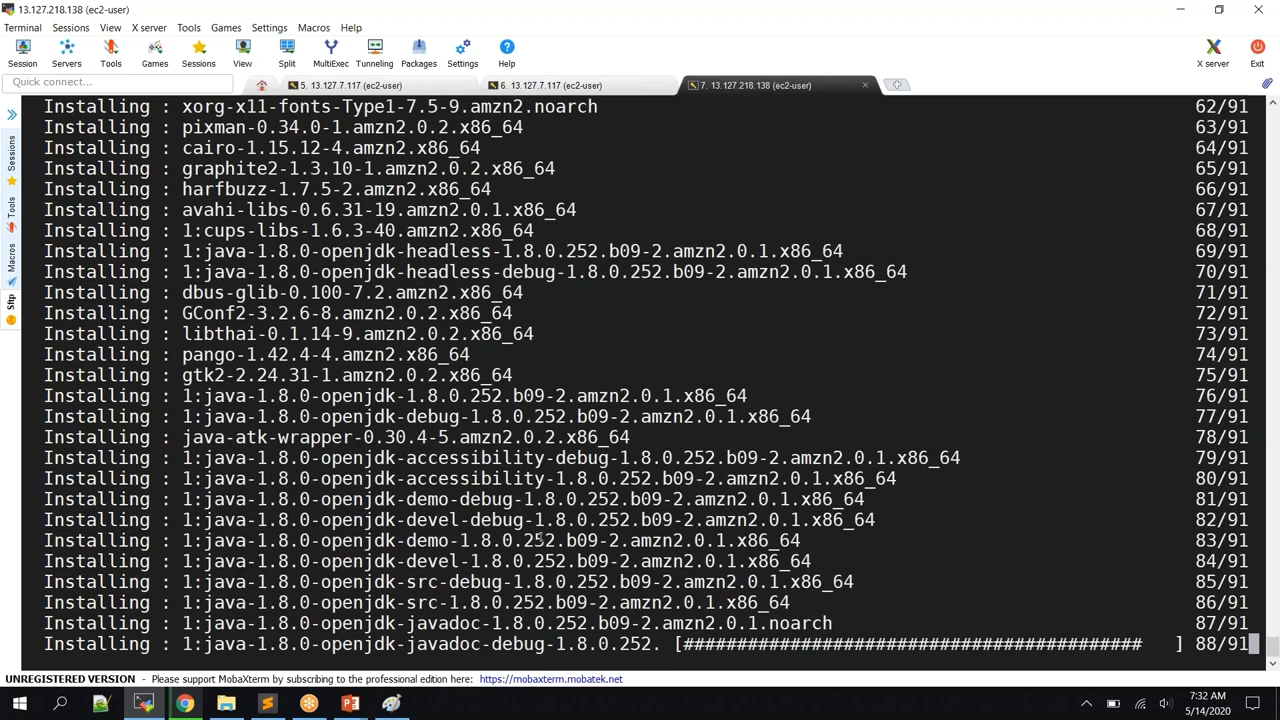 13.127.218.138 (ec2-user)
Terminal Sessions View X server Tools Games Settings Macros Help
Session Servers Tools Games Sessions View Split MultiExec Tunneling Packages Settings Help X server Exit
Quick connect...
5. 13.127.7.117 (ec2-user) 6. 13.127.7.117 (ec2-user) 7. 13.127.218.138 (ec2-user)
Sessions
Tools
Macros
Sftp
Installing : xorg-x11-fonts-Type1-7.5-9.amzn2.noarch 62/91
Installing : pixman-0.34.0-1.amzn2.0.2.x86_64 63/91
Installing : cairo-1.15.12-4.amzn2.x86_64 64/91
Installing : graphite2-1.3.10-1.amzn2.0.2.x86_64 65/91
Installing : harfbuzz-1.7.5-2.amzn2.x86_64 66/91
Installing : avahi-libs-0.6.31-19.amzn2.0.1.x86_64 67/91
Installing : 1:cups-libs-1.6.3-40.amzn2.x86_64 68/91
Installing : 1:java-1.8.0-openjdk-headless-1.8.0.252.b09-2.amzn2.0.1.x86_64 69/91
Installing : 1:java-1.8.0-openjdk-headless-debug-1.8.0.252.b09-2.amzn2.0.1.x86_64 70/91
Installing : dbus-glib-0.100-7.2.amzn2.x86_64 71/91
Installing : GConf2-3.2.6-8.amzn2.0.2.x86_64 72/91
Installing : libthai-0.1.14-9.amzn2.0.2.x86_64 73/91
Installing : pango-1.42.4-4.amzn2.x86_64 74/91
Installing : gtk2-2.24.31-1.amzn2.0.2.x86_64 75/91
Installing : 1:java-1.8.0-openjdk-1.8.0.252.b09-2.amzn2.0.1.x86_64 76/91
Installing : 1:java-1.8.0-openjdk-debug-1.8.0.252.b09-2.amzn2.0.1.x86_64 77/91
Installing : java-atk-wrapper-0.30.4-5.amzn2.0.2.x86_64 78/91
Installing : 1:java-1.8.0-openjdk-accessibility-debug-1.8.0.252.b09-2.amzn2.0.1.x86_64 79/91
Installing : 1:java-1.8.0-openjdk-accessibility-1.8.0.252.b09-2.amzn2.0.1.x86_64 80/91
Installing : 1:java-1.8.0-openjdk-demo-debug-1.8.0.252.b09-2.amzn2.0.1.x86_64 81/91
Installing : 1:java-1.8.0-openjdk-devel-debug-1.8.0.252.b09-2.amzn2.0.1.x86_64 82/91
Installing : 1:java-1.8.0-openjdk-demo-1.8.0.252.b09-2.amzn2.0.1.x86_64 83/91
Installing : 1:java-1.8.0-openjdk-devel-1.8.0.252.b09-2.amzn2.0.1.x86_64 84/91
Installing : 1:java-1.8.0-openjdk-src-debug-1.8.0.252.b09-2.amzn2.0.1.x86_64 85/91
Installing : 1:java-1.8.0-openjdk-src-1.8.0.252.b09-2.amzn2.0.1.x86_64 86/91
Installing : 1:java-1.8.0-openjdk-javadoc-1.8.0.252.b09-2.amzn2.0.1.noarch 87/91
Installing : 1:java-1.8.0-openjdk-javadoc-debug-1.8.0.252. [########################################### ] 88/91
UNREGISTERED VERSION - Please support MobaXterm by subscribing to the professional edition here: https://mobaxterm.mobatek.net
7:32 AM
5/14/2020